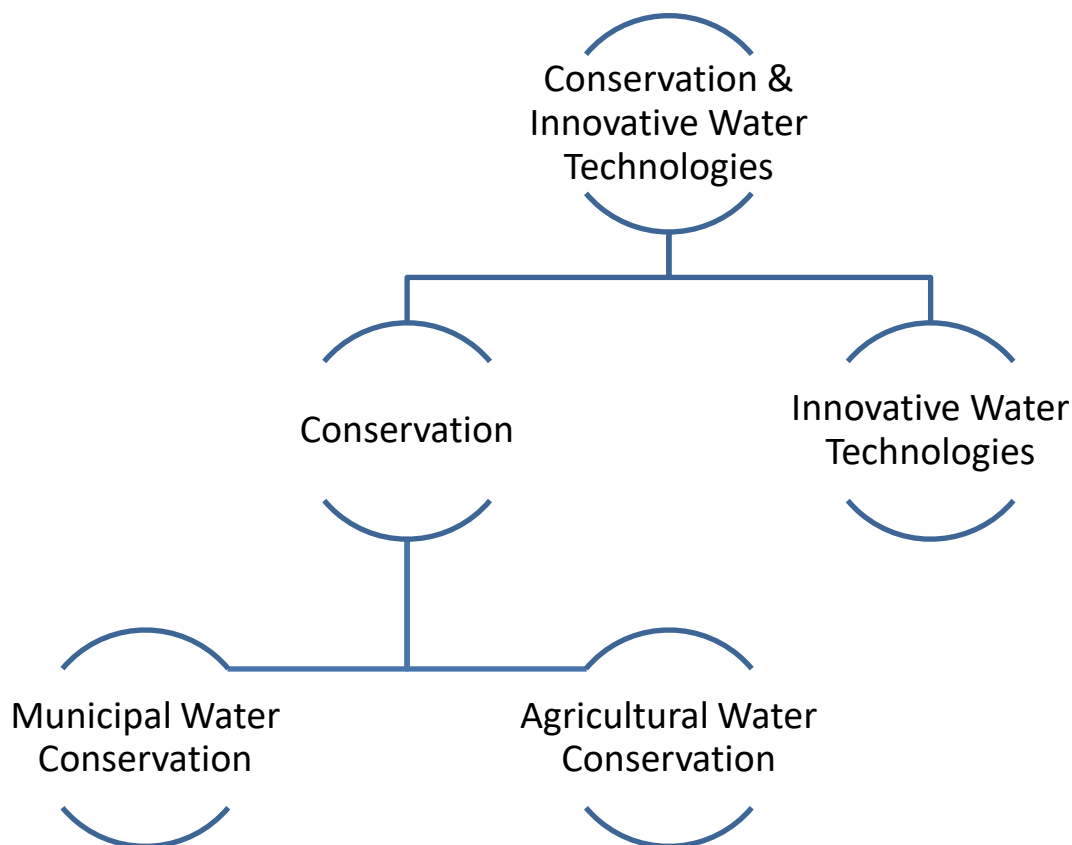 Conservation &
Innovative Water
Technologies
Conservation
Innovative Water
Technologies
Municipal Water
Conservation
Agricultural Water
Conservation